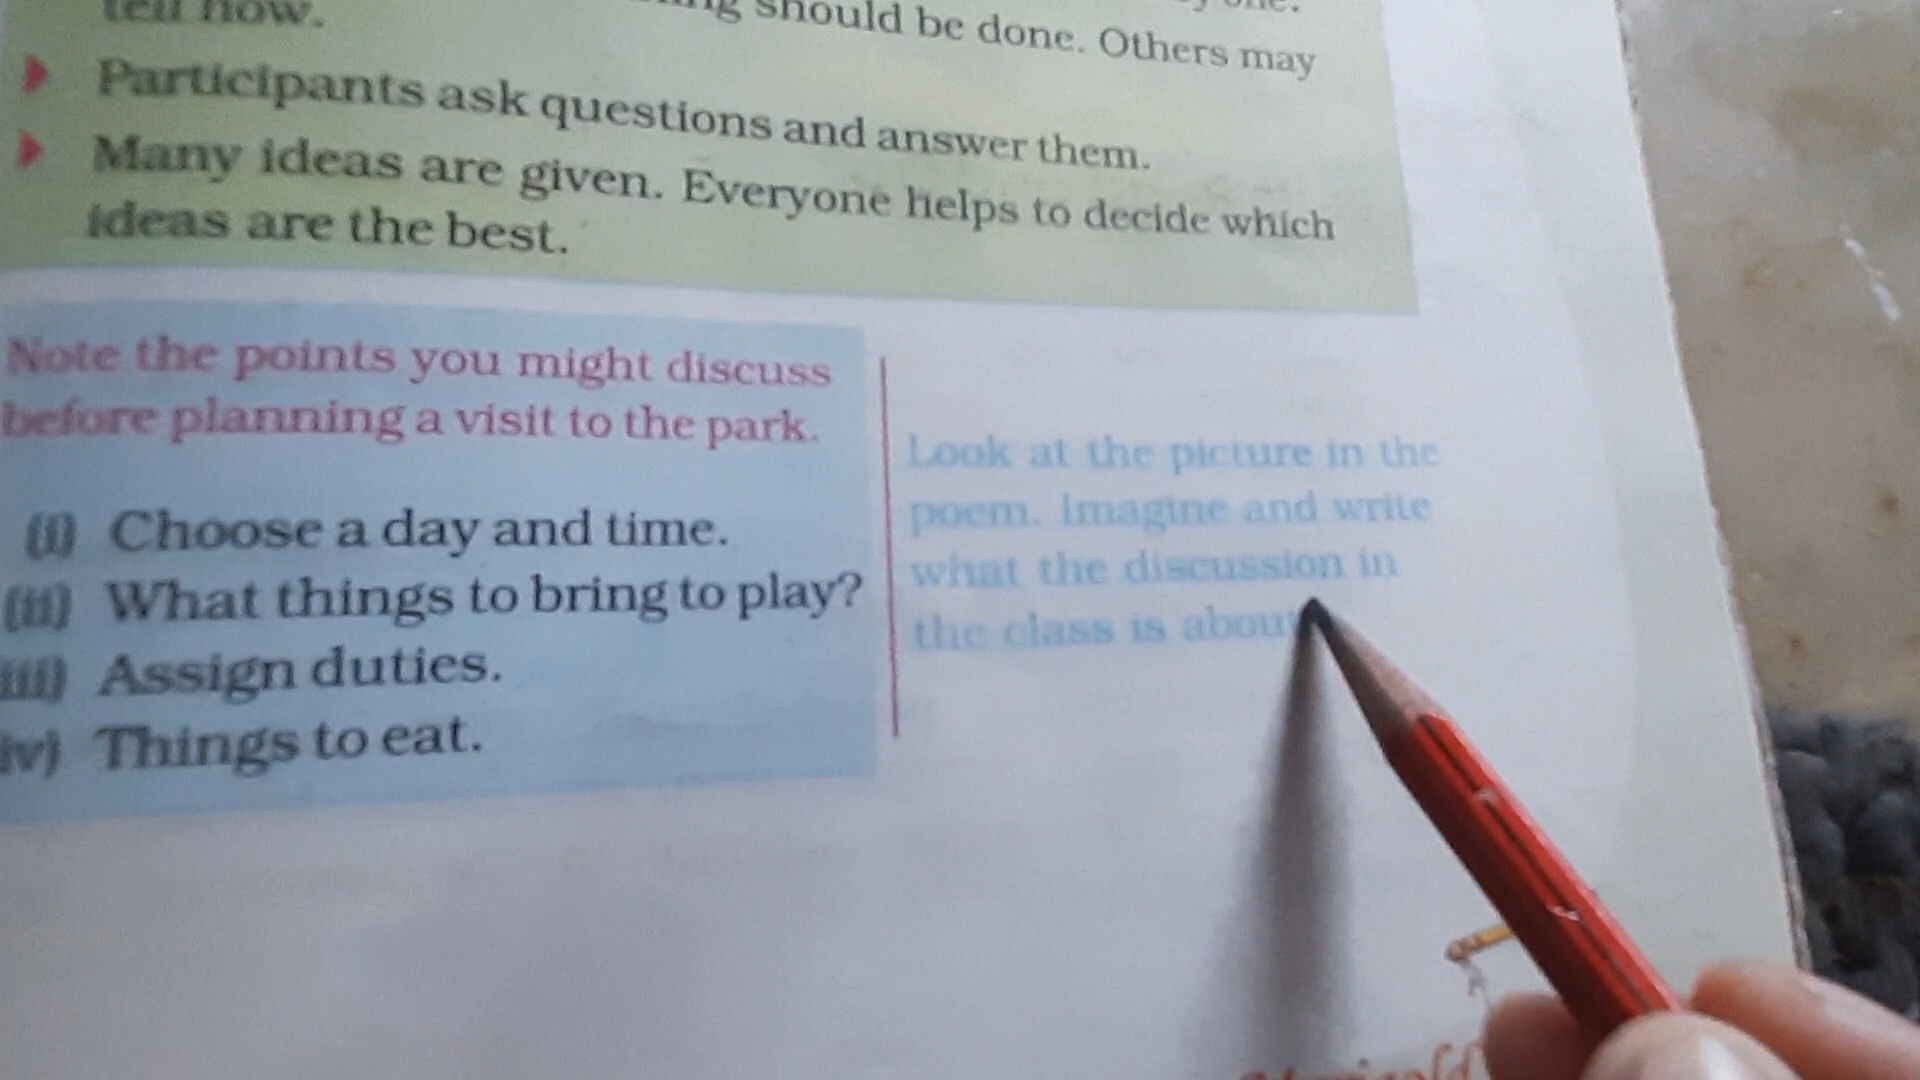 tell how.
should be done. Others may
Participants ask questions and answer them.
Many ideas are given. Everyone helps to decide which
ideas are the best.
Note the points you might discuss
before planning a visit to the park.
(i) Choose a day and time.
(ii) What things to bring to play?
iii) Assign duties.
iv) Things to eat.
Look at the picture in the
poem. Imagine and write
what the discussion in
the class is about